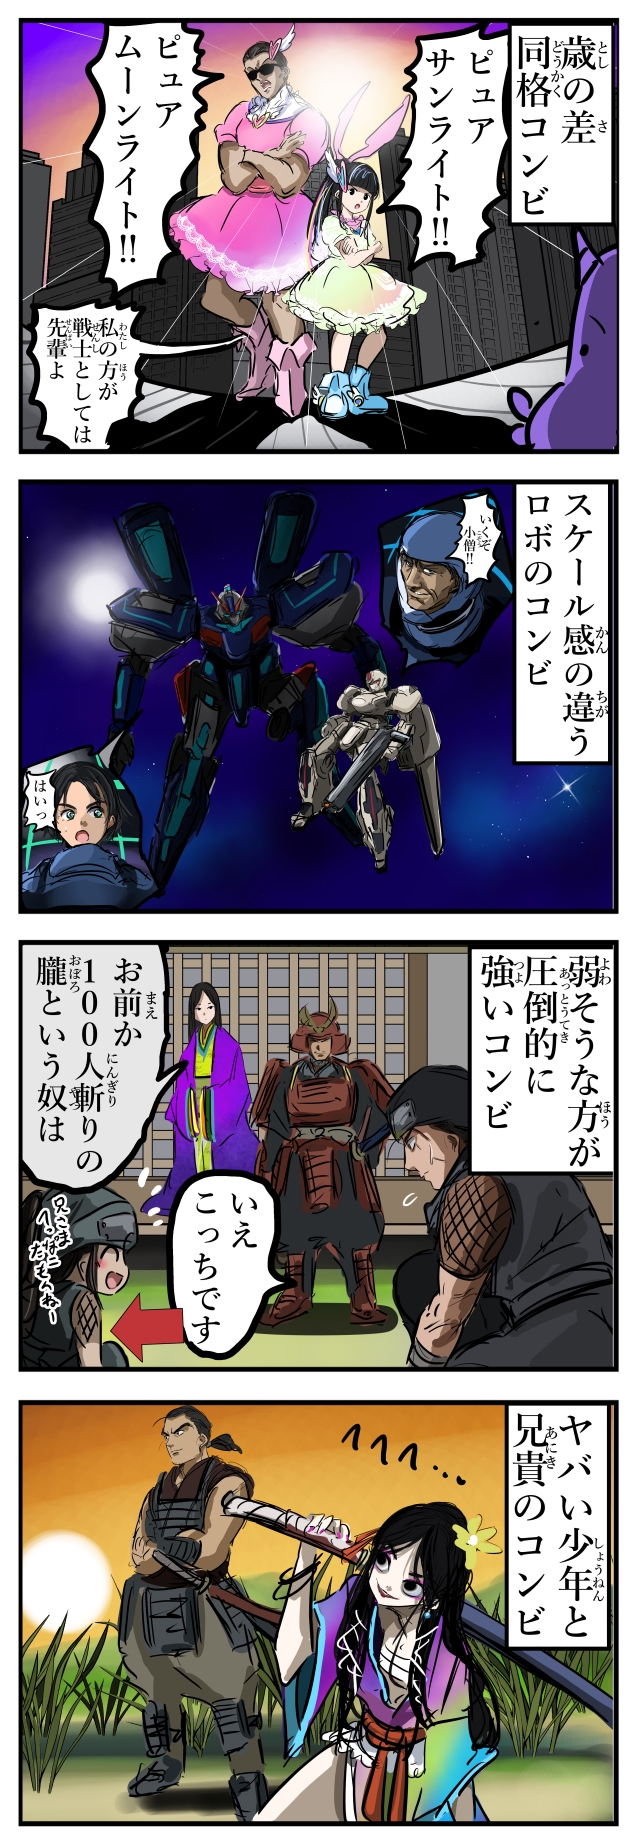 歳の差
同格コンビ
ピュア
サンライト!!
ピュア
ムーンライト!!
私の方が
戦士としては
先輩よ
スケール感の違う
ロボのコンビ
いくぞ
小僧!!
はいっ
弱そうな方が
圧倒的に
強いコンビ
お前か
100人斬りの
朧という奴は
いえ
こっちです
ヤバい少年と
兄貴のコンビ